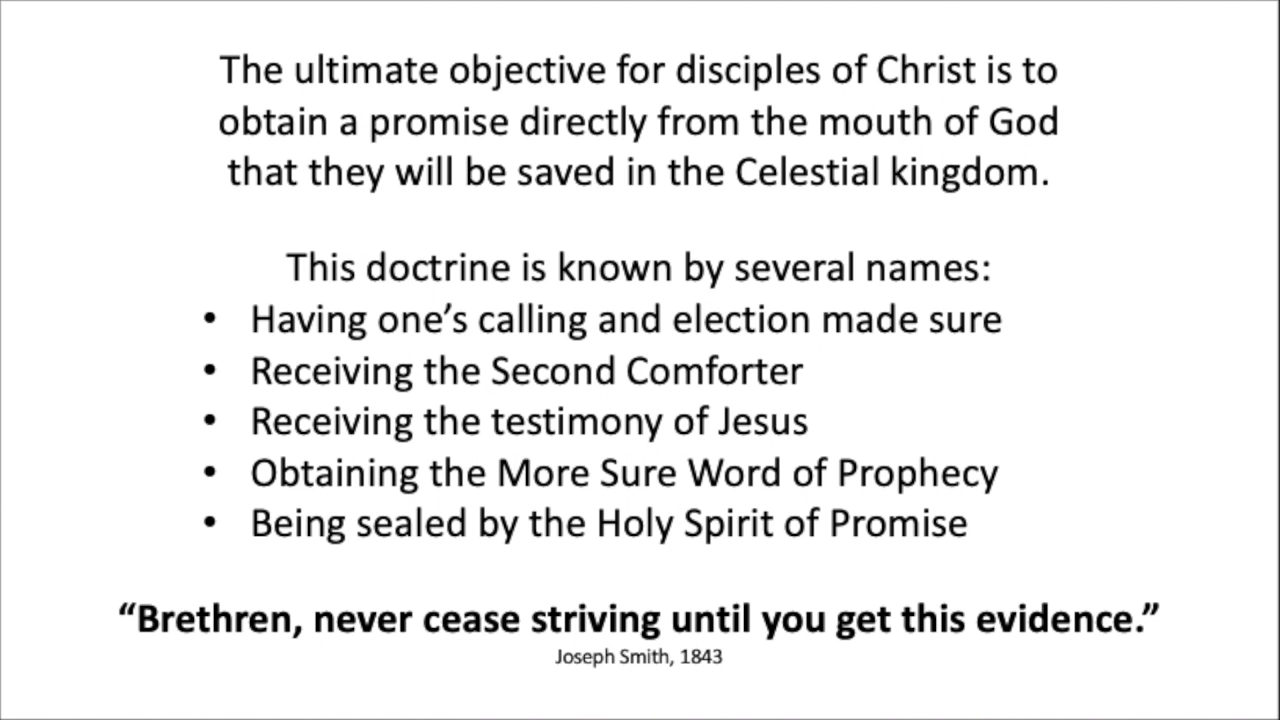 The ultimate objective for disciples of Christ is to
obtain a promise directly from the mouth of God
that they will be saved in the Celestial kingdom.
This doctrine is known by several names:
• Having one’s calling and election made sure
• Receiving the Second Comforter
• Receiving the testimony of Jesus
• Obtaining the More Sure Word of Prophecy
• Being sealed by the Holy Spirit of Promise
“Brethren, never cease striving until you get this evidence.”
Joseph Smith, 1843